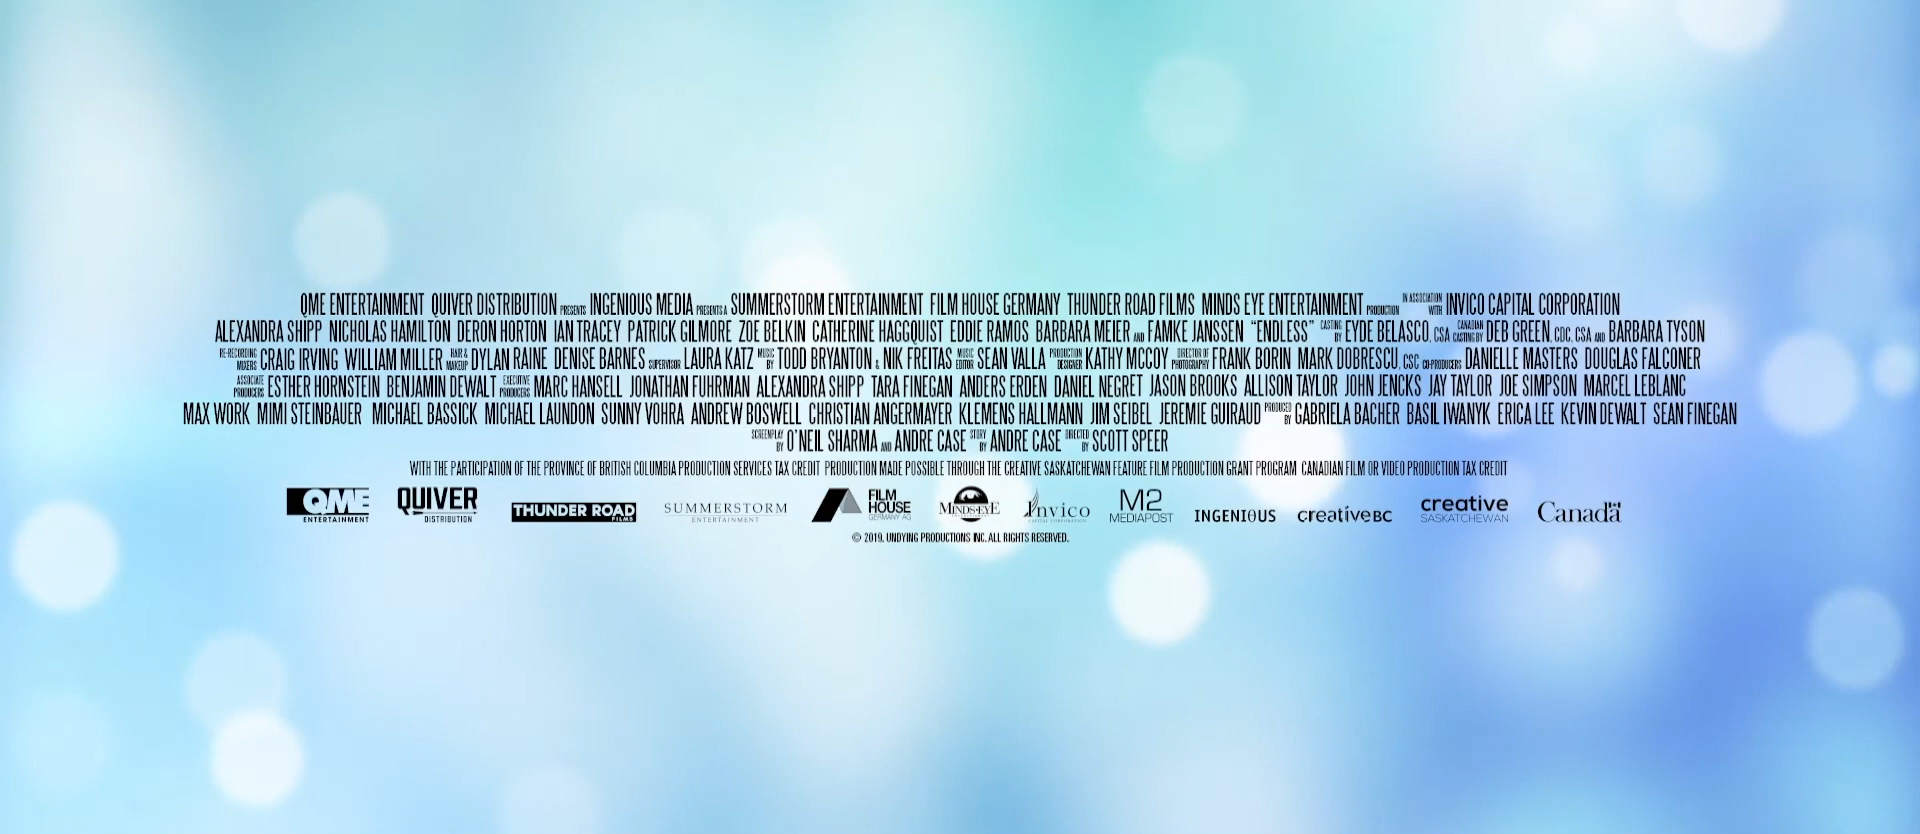 QME ENTERTAINMENT QUIVER DISTRIBUTION PRESENTS INGENIOUS MEDIA PRESENTS A SUMMERSTORM ENTERTAINMENT FILM HOUSE GERMANY THUNDER ROAD FILMS MINDS EYE ENTERTAINMENT PRODUCTION IN ASSOCIATION WITH INVICO CAPITAL CORPORATION
ALEXANDRA SHIPP NICHOLAS HAMILTON DERON HORTON IAN TRACEY PATRICK GILMORE ZOE BELKIN CATHERINE HAGGQUIST EDDIE RAMOS BARBARA MEIER AND FAMKE JANSSEN "ENDLESS" CASTING BY EYDE BELASCO, CSA CANADIAN CASTING BY DEB GREEN, CDC, CSA AND BARBARA TYSON
RE-RECORDING MIXERS CRAIG IRVING WILLIAM MILLER HAIR & MAKEUP DYLAN RAINE DENISE BARNES SUPERVISOR LAURA KATZ MUSIC BY TODD BRYANTON & NIK FREITAS MUSIC EDITOR SEAN VALLA PRODUCTION DESIGNER KATHY MCCOY DIRECTOR OF PHOTOGRAPHY FRANK BORIN MARK DOBRESCU, CSC CO-PRODUCERS DANIELLE MASTERS DOUGLAS FALCONER
ASSOCIATE PRODUCERS ESTHER HORNSTEIN BENJAMIN DEWALT EXECUTIVE PRODUCERS MARC HANSELL JONATHAN FUHRMAN ALEXANDRA SHIPP TARA FINEGAN ANDERS ERDEN DANIEL NEGRET JASON BROOKS ALLISON TAYLOR JOHN JENCKS JAY TAYLOR JOE SIMPSON MARCEL LEBLANC
MAX WORK MIMI STEINBAUER MICHAEL BASSICK MICHAEL LAUNDON SUNNY VOHRA ANDREW BOSWELL CHRISTIAN ANGERMAYER KLEMENS HALLMANN JIM SEIBEL JEREMIE GUIRAUD PRODUCED BY GABRIELA BACHER BASIL IWANYK ERICA LEE KEVIN DEWALT SEAN FINEGAN
SCREENPLAY BY O'NEIL SHARMA AND ANDRE CASE STORY BY ANDRE CASE DIRECTED BY SCOTT SPEER
WITH THE PARTICIPATION OF THE PROVINCE OF BRITISH COLUMBIA PRODUCTION SERVICES TAX CREDIT PRODUCTION MADE POSSIBLE THROUGH THE CREATIVE SASKATCHEWAN FEATURE FILM PRODUCTION GRANT PROGRAM CANADIAN FILM OR VIDEO PRODUCTION TAX CREDIT
QME ENTERTAINMENT
QUIVER DISTRIBUTION
THUNDER ROAD FILMS
SUMMERSTORM ENTERTAINMENT
FILM HOUSE GERMANY AG
MINDS EYE
Invico CAPITAL CORPORATION
M2 MEDIAPOST
INGENIOUS
creativeBC
creative SASKATCHEWAN
Canada
© 2019, UNDYING PRODUCTIONS INC. ALL RIGHTS RESERVED.